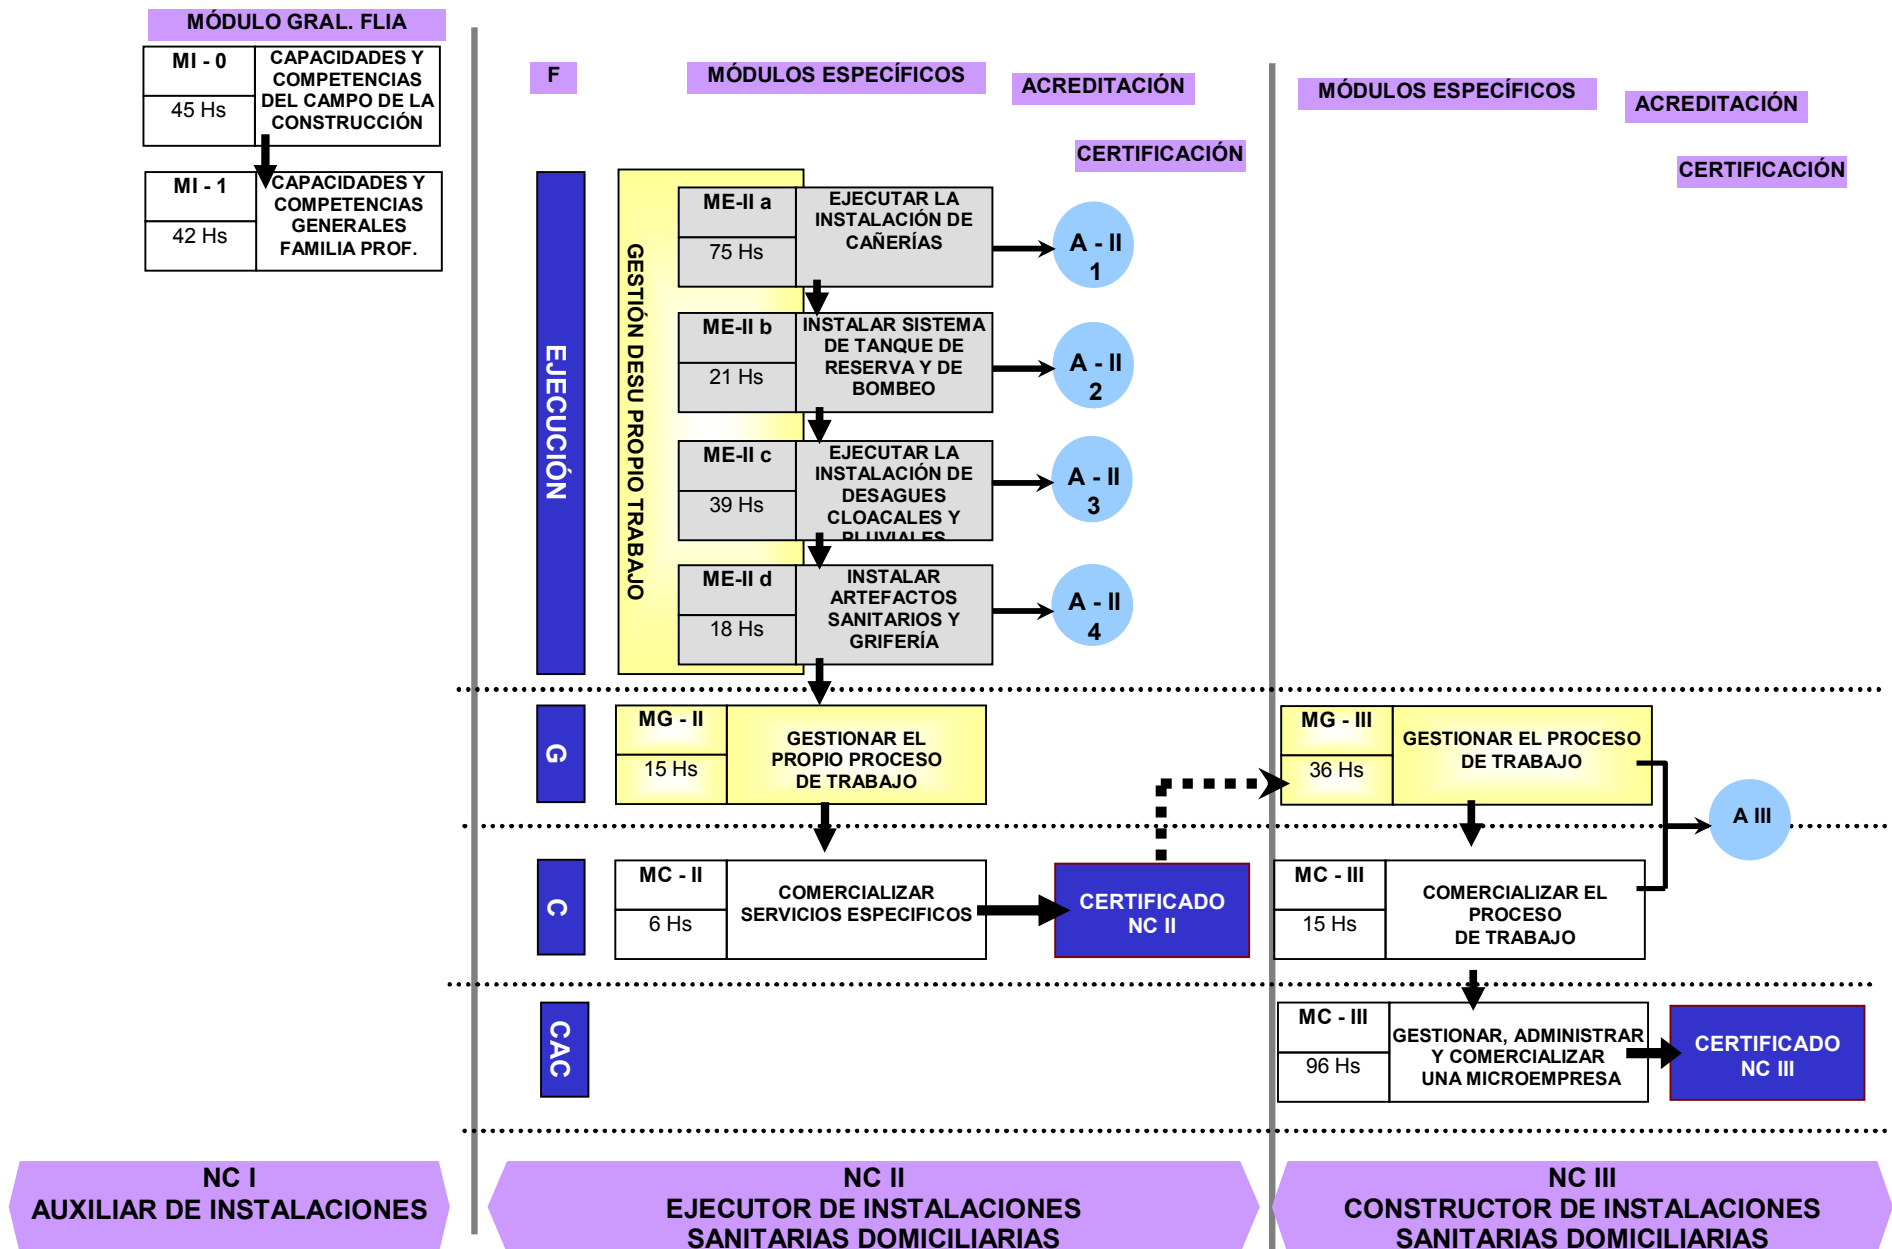 MÓDULO GRAL. FLIA
MI - 0
45 Hs
CAPACIDADES Y
COMPETENCIAS
DEL CAMPO DE LA
CONSTRUCCIÓN
MI - 1
42 Hs
CAPACIDADES Y
COMPETENCIAS
GENERALES
FAMILIA PROF.
NC I
AUXILIAR DE INSTALACIONES
F
MÓDULOS ESPECÍFICOS
ACREDITACIÓN
CERTIFICACIÓN
EJECUCIÓN
GESTIÓN DESU PROPIO TRABAJO
ME-II a
75 Hs
EJECUTAR LA
INSTALACIÓN DE
CAÑERÍAS
A - II
1
ME-II b
21 Hs
INSTALAR SISTEMA
DE TANQUE DE
RESERVA Y DE
BOMBEO
A - II
2
ME-II c
39 Hs
EJECUTAR LA
INSTALACIÓN DE
DESAGUES
CLOACALES Y
PLUVIALES
A - II
3
ME-II d
18 Hs
INSTALAR
ARTEFACTOS
SANITARIOS Y
GRIFERÍA
A - II
4
G
MG - II
15 Hs
GESTIONAR EL
PROPIO PROCESO
DE TRABAJO
C
MC - II
6 Hs
COMERCIALIZAR
SERVICIOS ESPECIFICOS
CERTIFICADO
NC II
CAC
NC II
EJECUTOR DE INSTALACIONES
SANITARIAS DOMICILIARIAS
MÓDULOS ESPECÍFICOS
ACREDITACIÓN
CERTIFICACIÓN
MG - III
36 Hs
GESTIONAR EL PROCESO
DE TRABAJO
A III
MC - III
15 Hs
COMERCIALIZAR EL
PROCESO
DE TRABAJO
MC - III
96 Hs
GESTIONAR, ADMINISTRAR
Y COMERCIALIZAR
UNA MICROEMPRESA
CERTIFICADO
NC III
NC III
CONSTRUCTOR DE INSTALACIONES
SANITARIAS DOMICILIARIAS